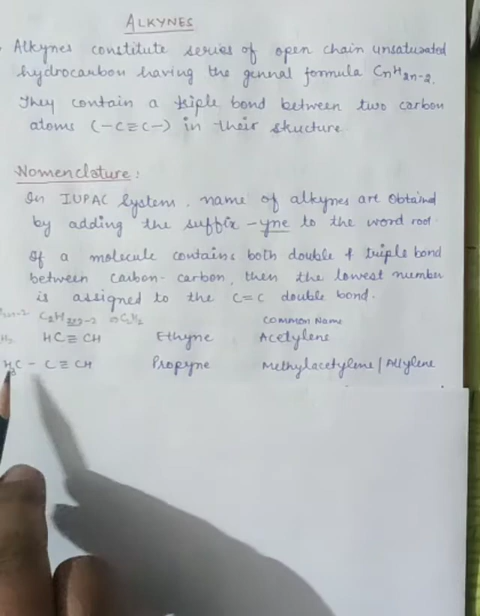 ALKYNES
Alkynes constitute series of open chain unsaturated
hydrocarbon having the general formula CnH2n-2.
They contain a triple bond between two carbon
atoms (-C≡C-) in their structure
Nomenclature:
In IUPAC System, name of alkynes are obtained
by adding the suffix -yne to the word root.
If a molecule contains both double & triple bond
between carbon-carbon, then the lowest number
is assigned to the C=C double bond.
C2H2x2-2 C2H2
Common Name
HC≡CH Ethyne Acetylene
H3C-C≡CH Propyne Methylacetylene/Allylene